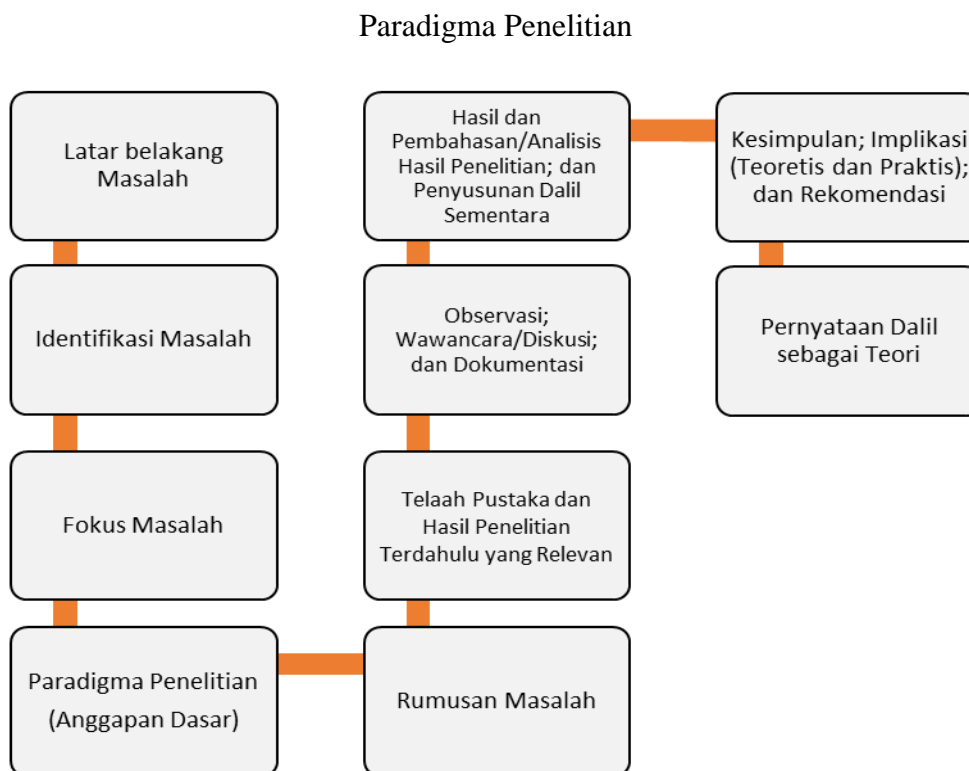 Paradigma Penelitian
Latar belakang
Masalah
Identifikasi Masalah
Fokus Masalah
Paradigma Penelitian
(Anggapan Dasar)
Rumusan Masalah
Telaah Pustaka dan
Hasil Penelitian
Terdahulu yang Relevan
Observasi;
Wawancara/Diskusi;
dan Dokumentasi
Hasil dan
Pembahasan/Analisis
Hasil Penelitian; dan
Penyusunan Dalil
Sementara
Kesimpulan; Implikasi
(Teoretis dan Praktis);
dan Rekomendasi
Pernyataan Dalil
sebagai Teori